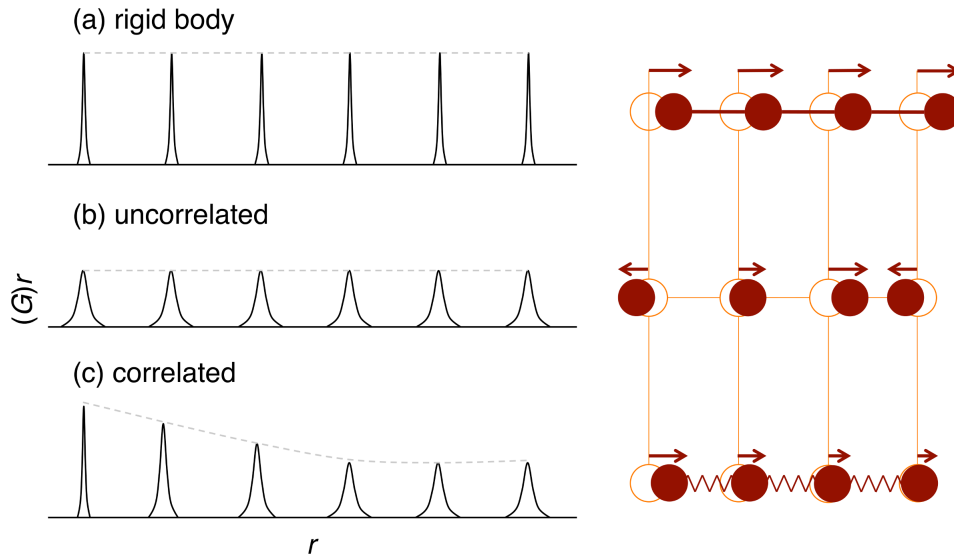 (a) rigid body
(b) uncorrelated
(G)r
(c) correlated
r